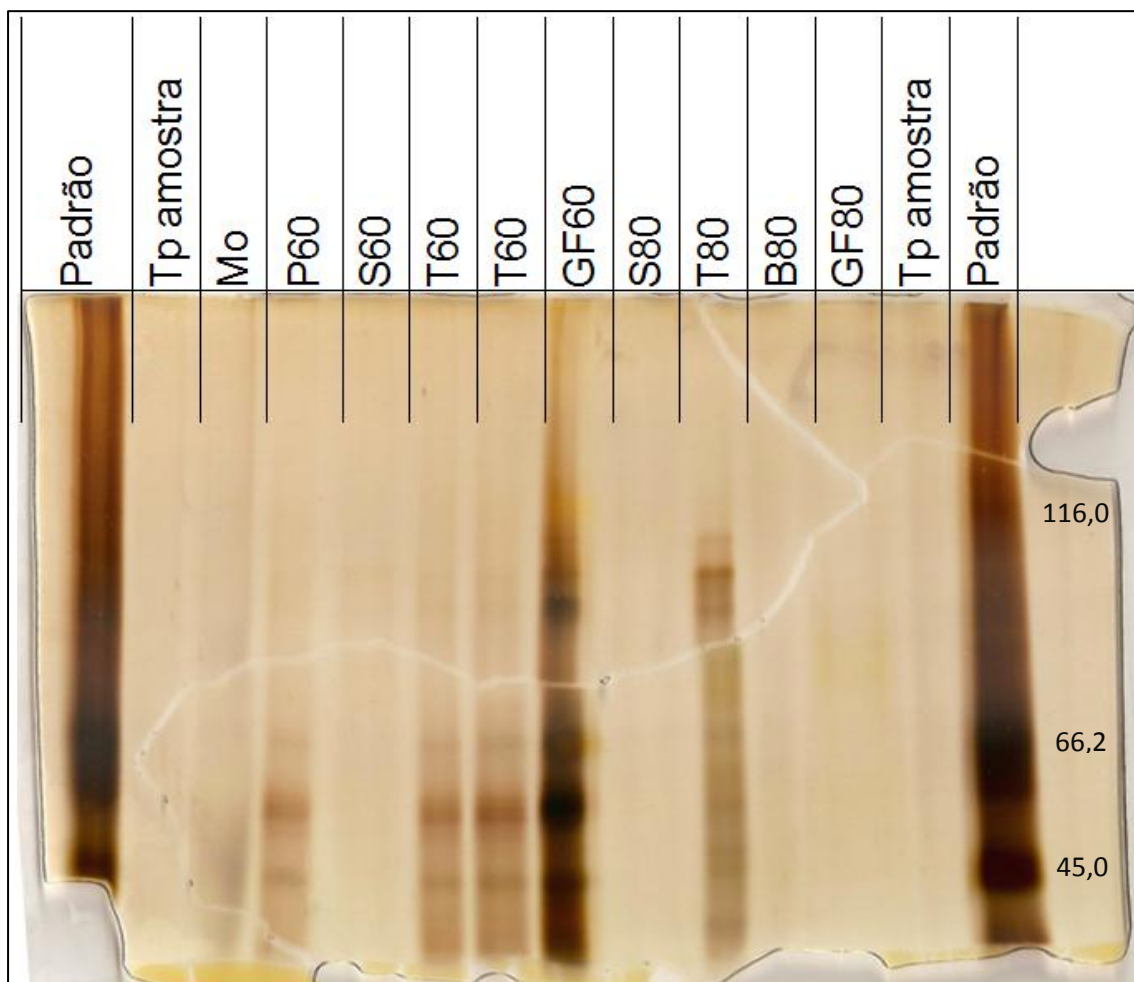 Padrão
Tp amostra
Mo
P60
S60
T60
T60
GF60
S80
T80
B80
GF80
Tp amostra
Padrão
116,0
66,2
45,0